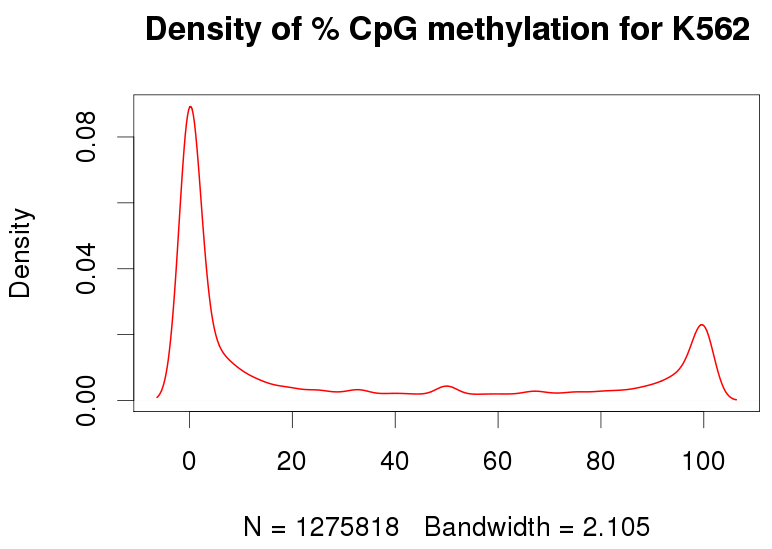 Density of % CpG methylation for K562
Density
0.08
0.04
0.00
0 20 40 60 80 100
N = 1275818 Bandwidth = 2.105